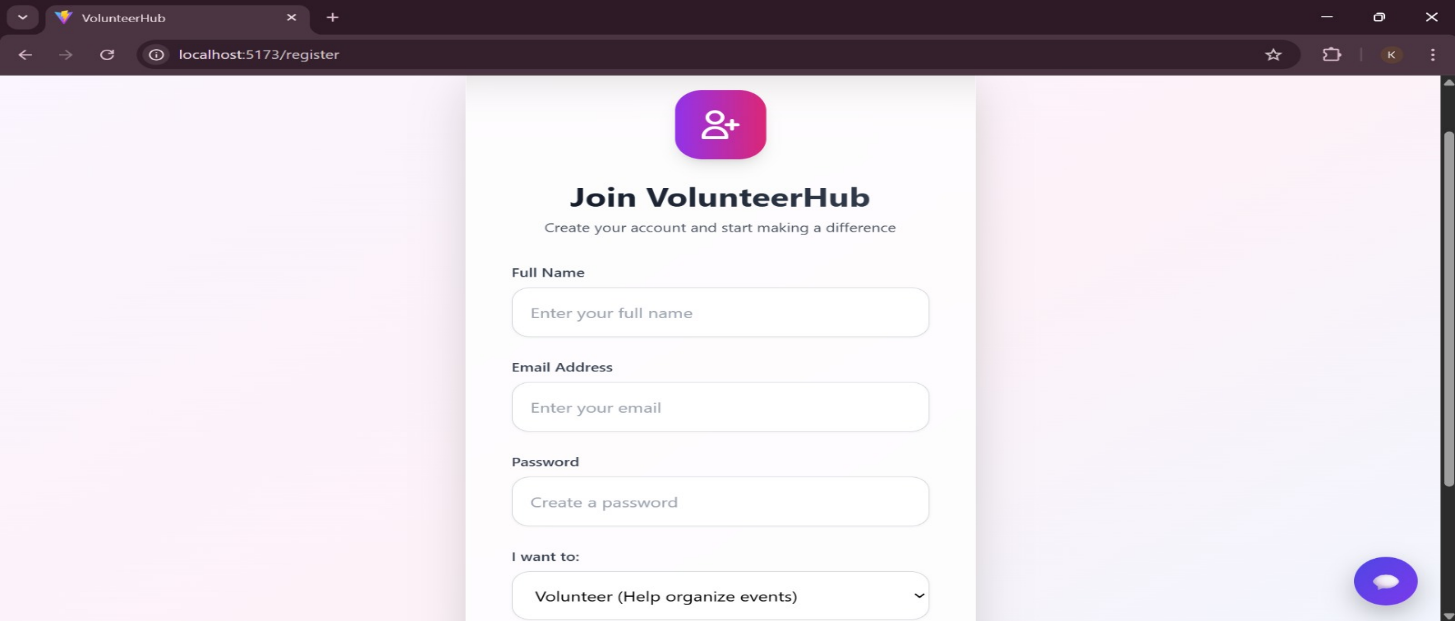 VolunteerHub
localhost:5173/register
K
Join VolunteerHub
Create your account and start making a difference
Full Name
Enter your full name
Email Address
Enter your email
Password
Create a password
I want to:
Volunteer (Help organize events)